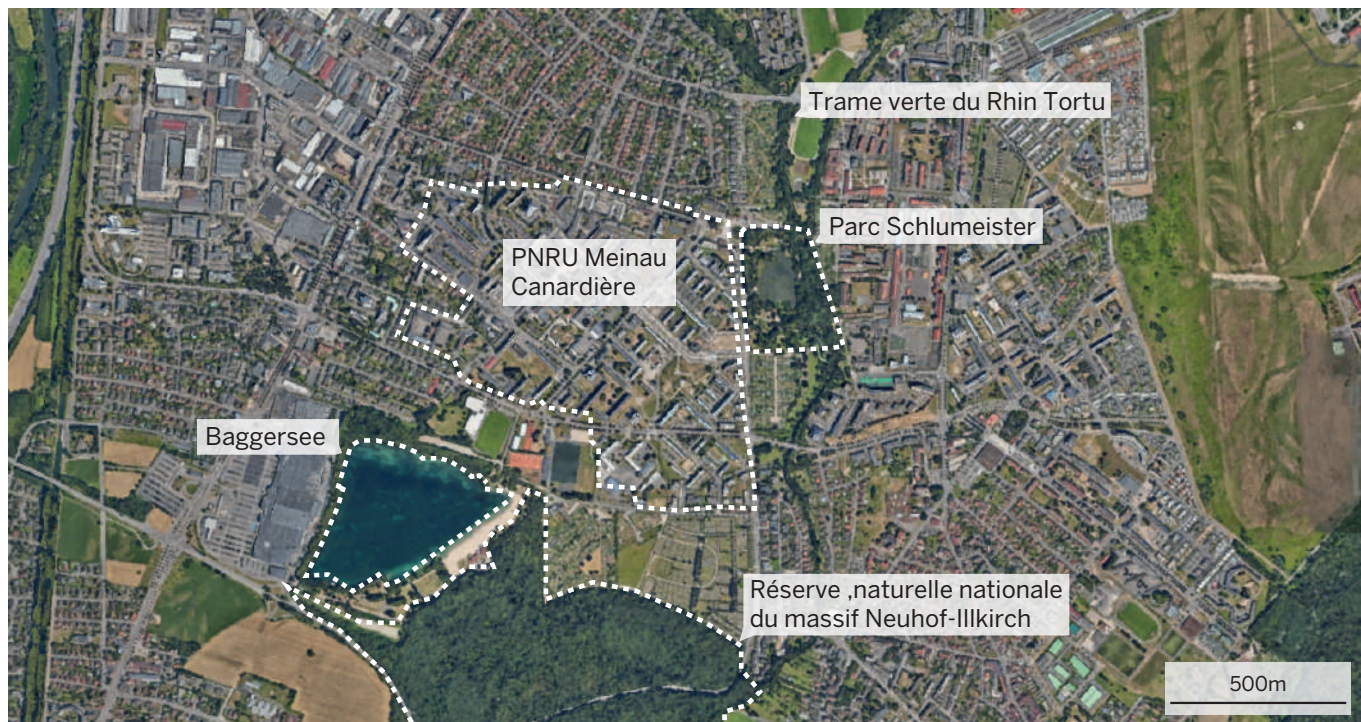 Trame verte du Rhin Tortu
Parc Schlumeister
PNRU Meinau
Canardière
Baggersee
Réserve ,naturelle nationale
du massif Neuhof-Illkirch
500m